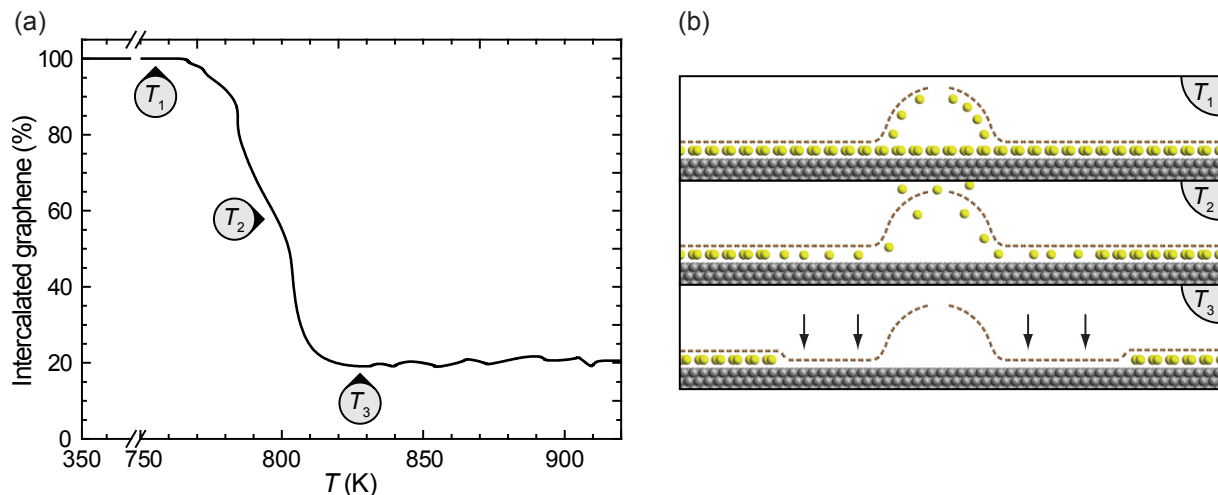 (a)
(b)
Intercalated graphene (%)
100
80
60
40
20
0
350
750
800
850
900
T (K)
T1
T2
T3
T1
T2
T3